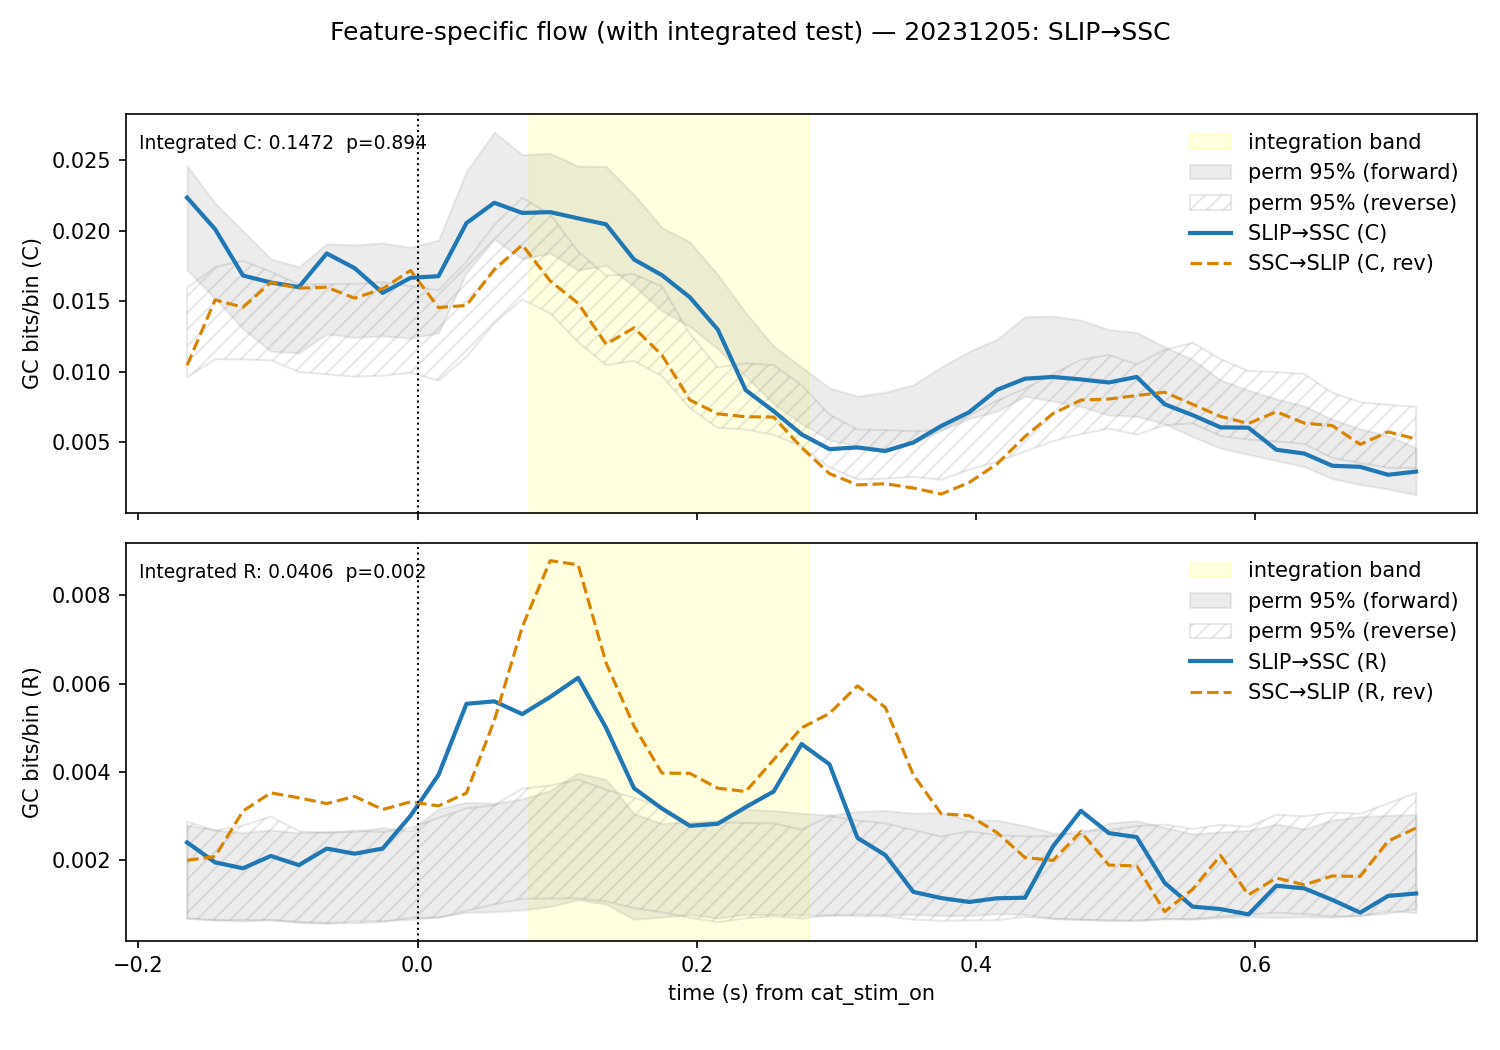 Feature-specific flow (with integrated test) — 20231205: SLIP→SSC
Integrated C: 0.1472  p=0.894
integration band
perm 95% (forward)
perm 95% (reverse)
SLIP→SSC (C)
SSC→SLIP (C, rev)
0.025
0.020
0.015
0.010
0.005
GC bits/bin (C)
Integrated R: 0.0406  p=0.002
integration band
perm 95% (forward)
perm 95% (reverse)
SLIP→SSC (R)
SSC→SLIP (R, rev)
0.008
0.006
0.004
0.002
GC bits/bin (R)
−0.2
0.0
0.2
0.4
0.6
time (s) from cat_stim_on